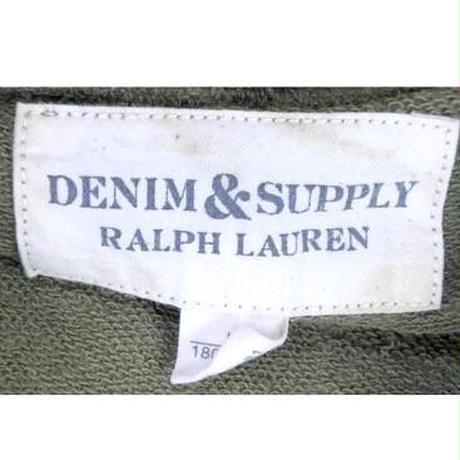 DENIM & SUPPLY
RALPH LAUREN